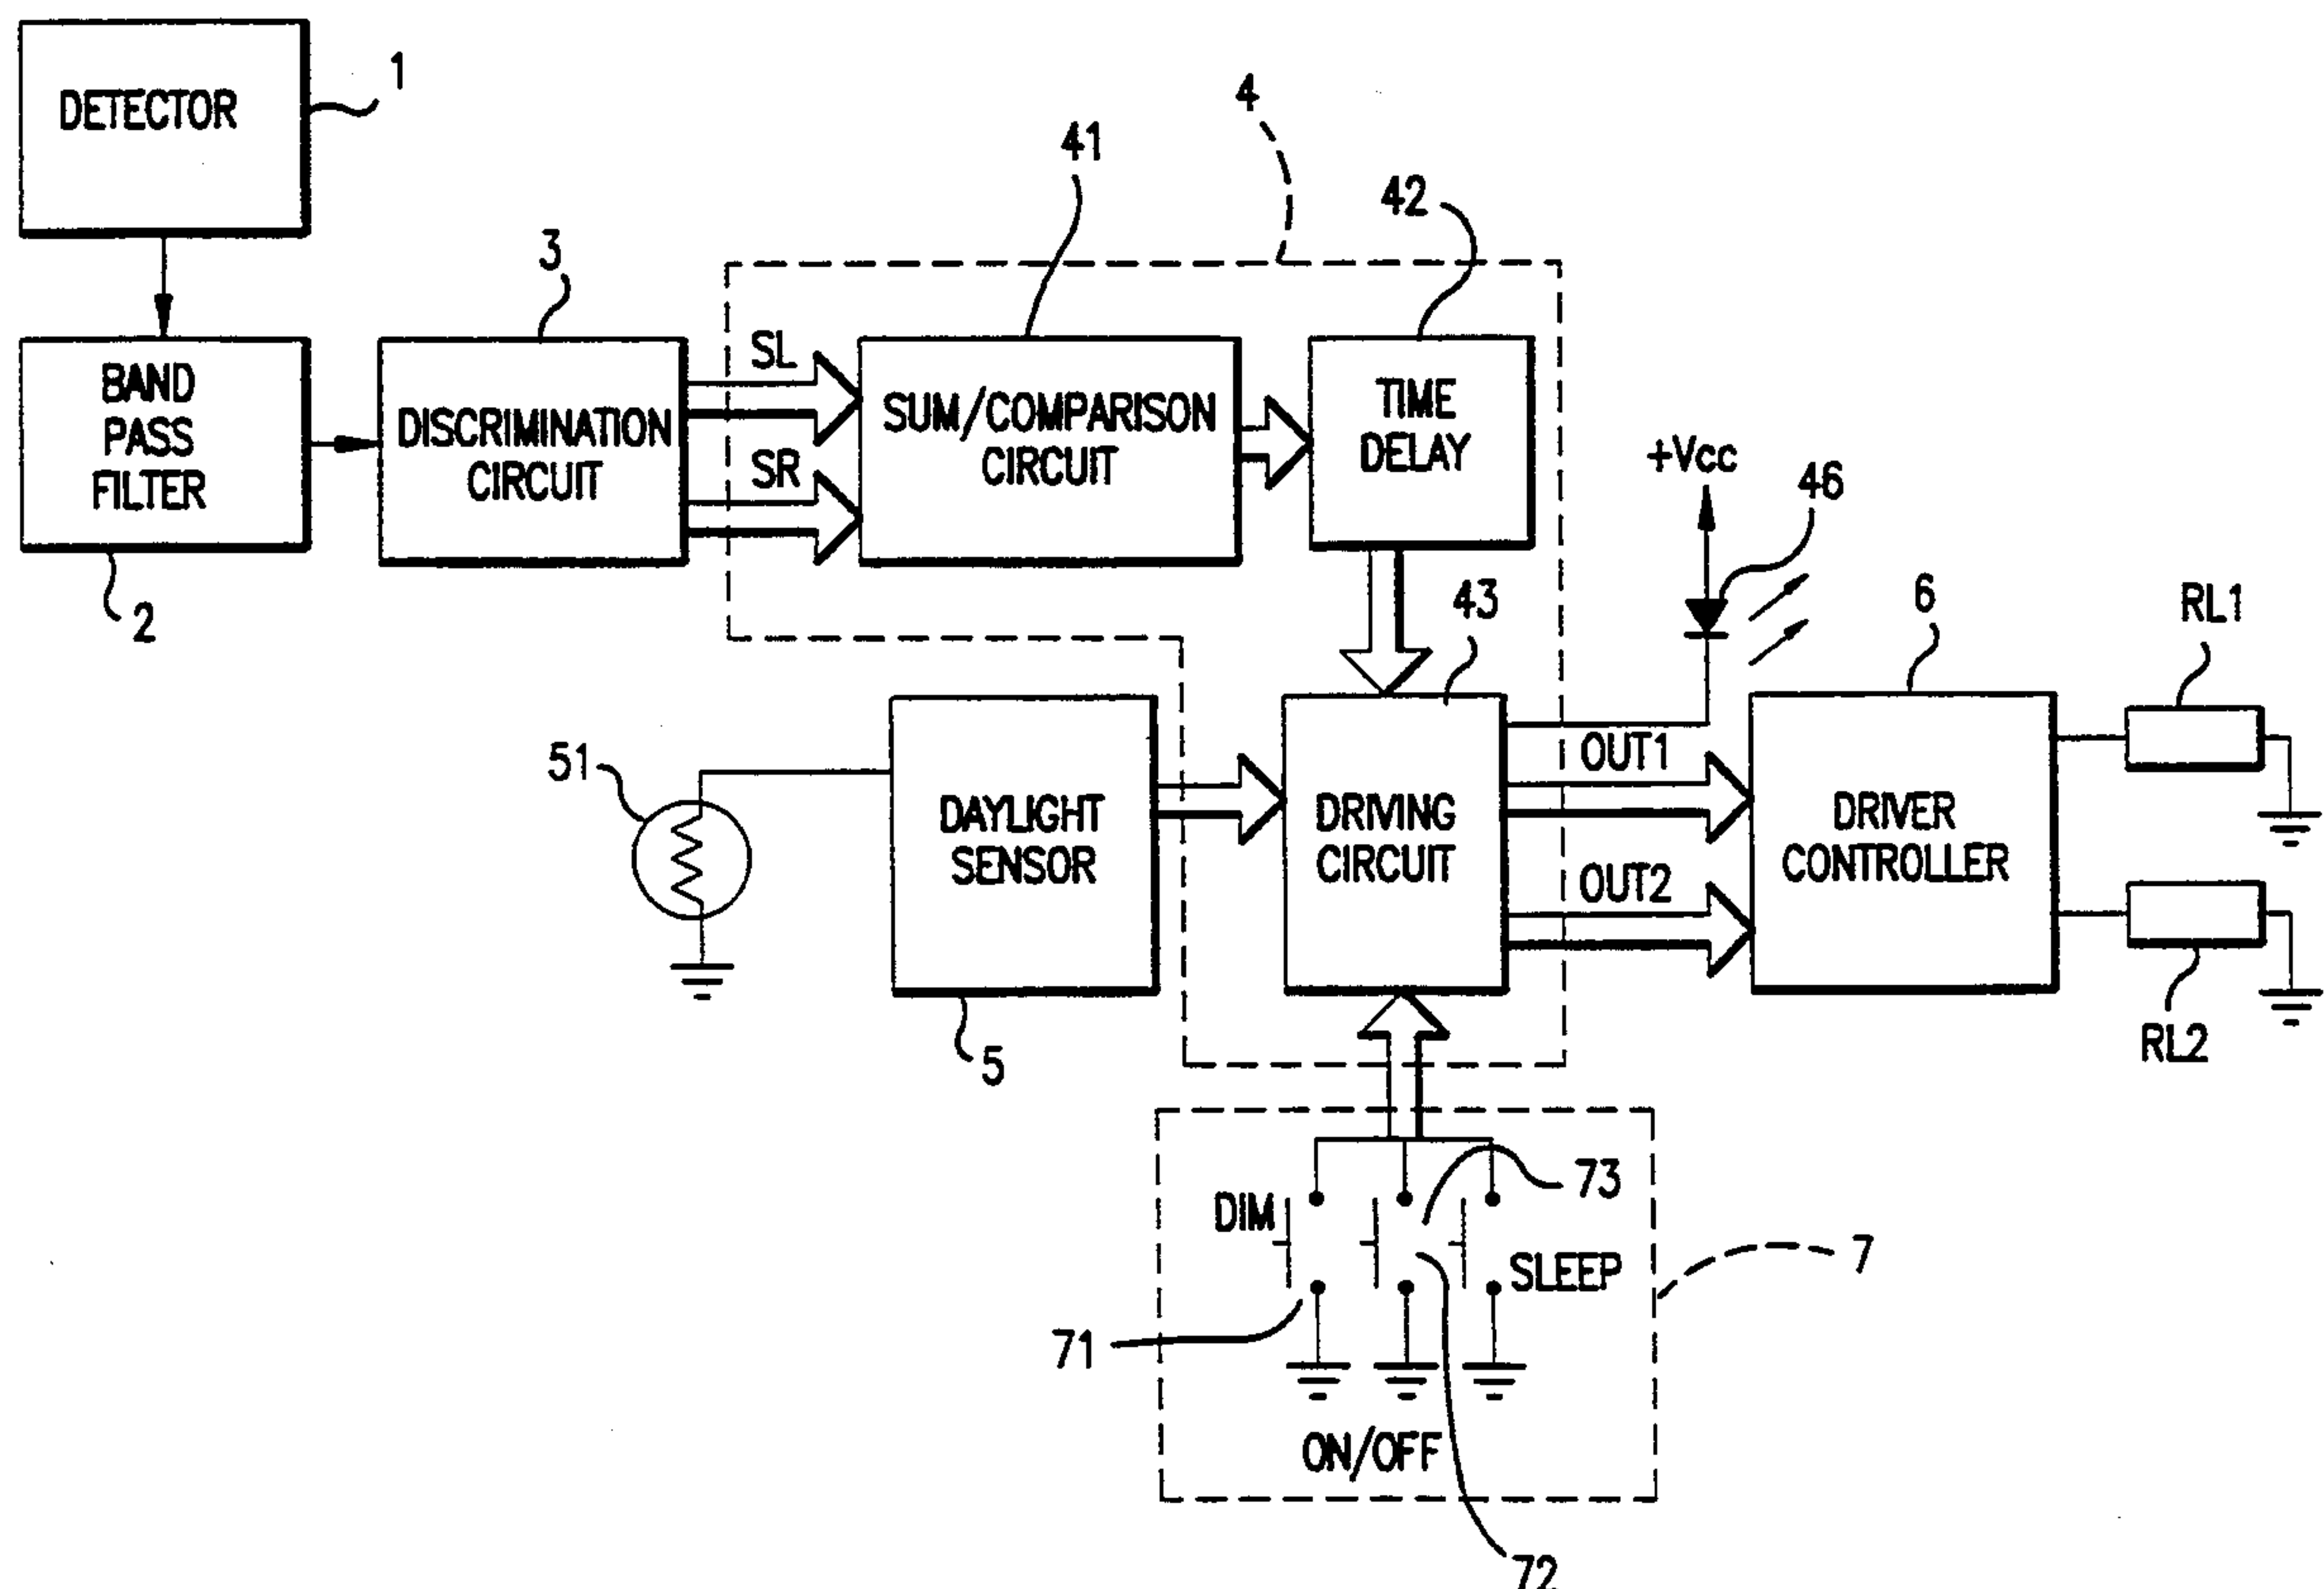 DETECTOR
1
4
41
42
3
BAND
PASS
FILTER
2
DISCRIMINATION
CIRCUIT
SL
SR
SUM/COMPARISON
CIRCUIT
TIME
DELAY
+Vcc
46
43
6
RL1
51
DAYLIGHT
SENSOR
5
DRIVING
CIRCUIT
OUT1
OUT2
DRIVER
CONTROLLER
RL2
DIM
73
SLEEP
7
71
ON/OFF
72